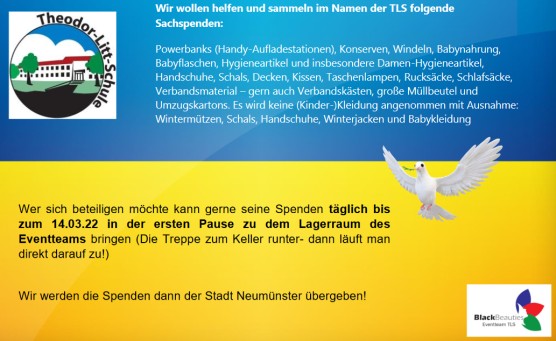 Theodor-Litt-Schule
Wir wollen helfen und sammeln im Namen der TLS folgende
Sachspenden:
Powerbanks (Handy-Aufladestationen), Konserven, Windeln, Babynahrung,
Babyflaschen, Hygieneartikel und insbesondere Damen-Hygieneartikel,
Handschuhe, Schals, Decken, Kissen, Taschenlampen, Rucksäcke, Schlafsäcke,
Verbandsmaterial – gern auch Verbandskästen, große Müllbeutel und
Umzugskartons. Es wird keine (Kinder-)Kleidung angenommen mit Ausnahme:
Wintermützen, Schals, Handschuhe, Winterjacken und Babykleidung
Wer sich beteiligen möchte kann gerne seine Spenden täglich bis
zum 14.03.22 in der ersten Pause zu dem Lagerraum des
Eventteams bringen (Die Treppe zum Keller runter- dann läuft man
direkt darauf zu!)
Wir werden die Spenden dann der Stadt Neumünster übergeben!
BlackBeauties
Eventteam TLS